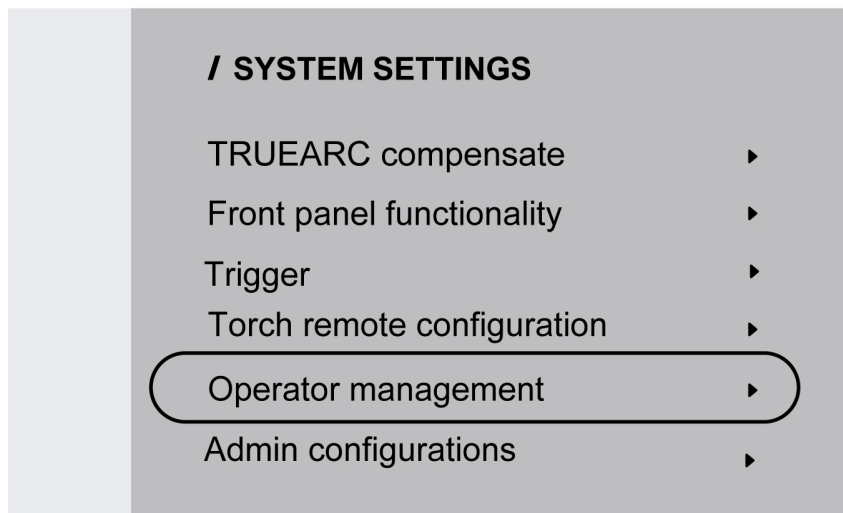 / SYSTEM SETTINGS
TRUEARC compensate
Front panel functionality
Trigger
Torch remote configuration
Operator management
Admin configurations